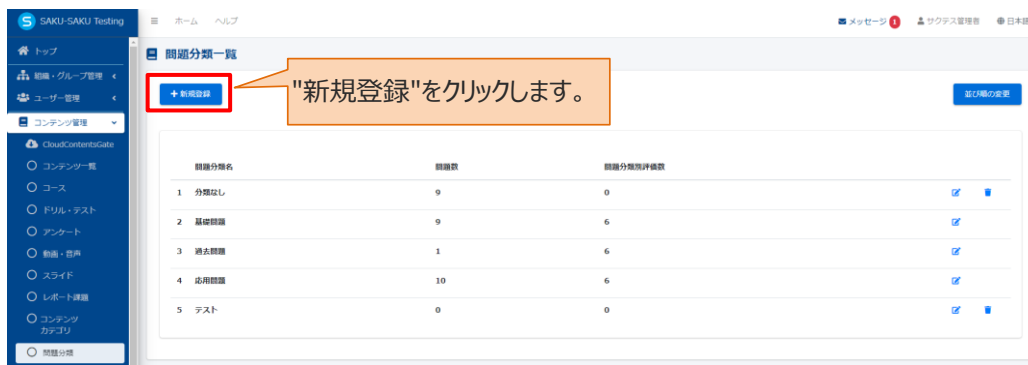 SAKU-SAKU Testing
ホーム ヘルプ
メッセージ 1 サクテス管理者 日本語
トップ
組織・グループ管理
ユーザー管理
コンテンツ管理
CloudContentsGate
コンテンツ一覧
コース
ドリル・テスト
アンケート
動画・音声
スライド
レポート課題
コンテンツ
カテゴリ
問題分類
問題分類一覧
+ 新規登録
"新規登録"をクリックします。
並び順の変更
問題分類名 問題数 問題分類別評価数
1 分類なし 9 0
2 基礎問題 9 6
3 過去問題 1 6
4 応用問題 10 6
5 テスト 0 0